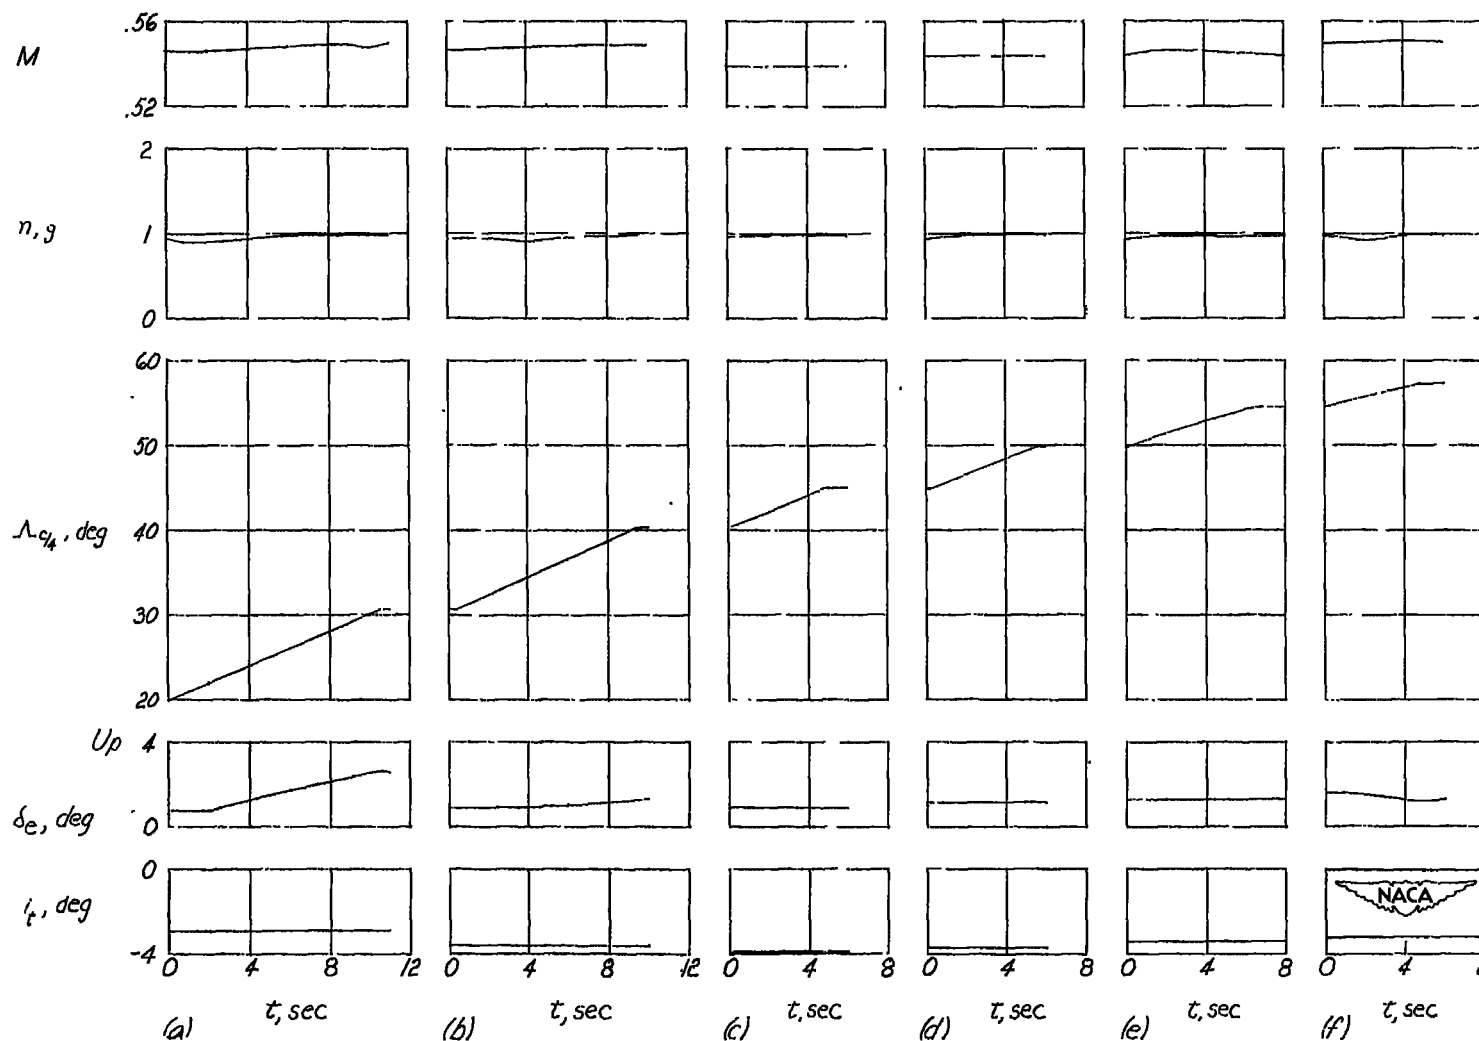 M
.56
.52
n, g
2
1
0
Λc/4, deg
60
50
40
30
20
Up
δe, deg
4
0
it, deg
0
-4
NACA
0 4 8 12
0 4 8 12
0 4 8
0 4 8
0 4 8
0 4 8
t, sec
t, sec
t, sec
t, sec
t, sec
t, sec
(a)
(b)
(c)
(d)
(e)
(f)